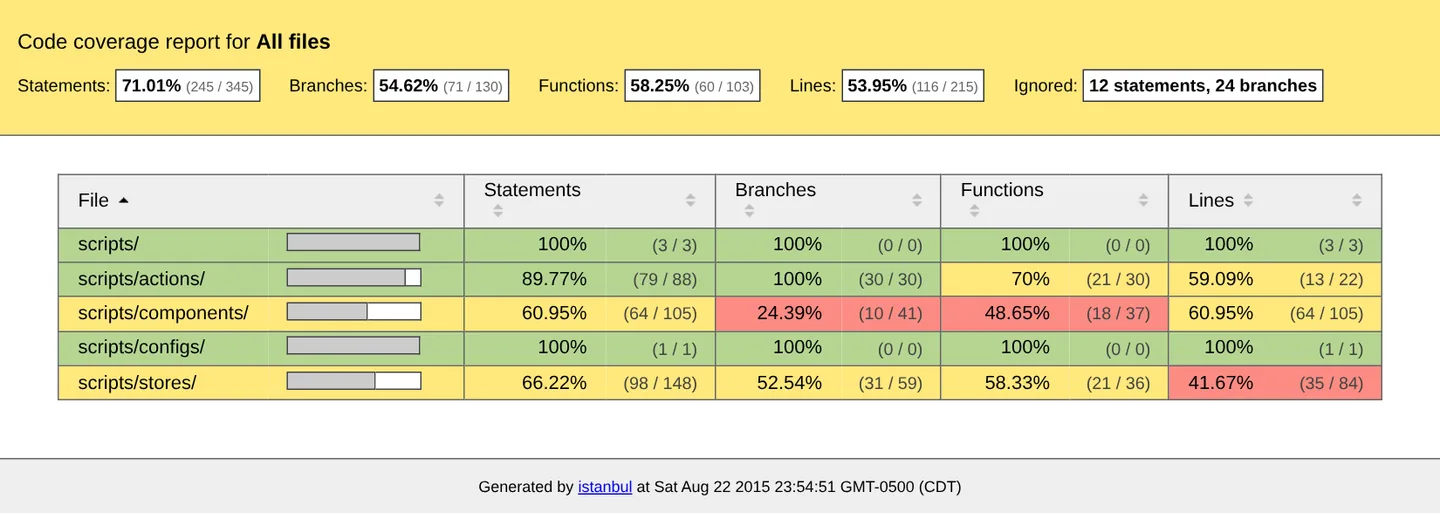 Code coverage report for All files
Statements: 71.01% (245 / 345) Branches: 54.62% (71 / 130) Functions: 58.25% (60 / 103) Lines: 53.95% (116 / 215) Ignored: 12 statements, 24 branches
File Statements Branches Functions Lines
scripts/ 100% (3 / 3) 100% (0 / 0) 100% (0 / 0) 100% (3 / 3)
scripts/actions/ 89.77% (79 / 88) 100% (30 / 30) 70% (21 / 30) 59.09% (13 / 22)
scripts/components/ 60.95% (64 / 105) 24.39% (10 / 41) 48.65% (18 / 37) 60.95% (64 / 105)
scripts/configs/ 100% (1 / 1) 100% (0 / 0) 100% (0 / 0) 100% (1 / 1)
scripts/stores/ 66.22% (98 / 148) 52.54% (31 / 59) 58.33% (21 / 36) 41.67% (35 / 84)
Generated by istanbul at Sat Aug 22 2015 23:54:51 GMT-0500 (CDT)